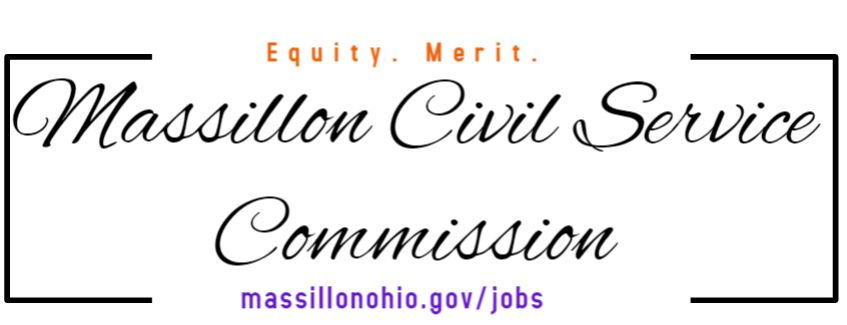 Equity. Merit.
Massillon Civil Service
Commission
massillonohio.gov/jobs